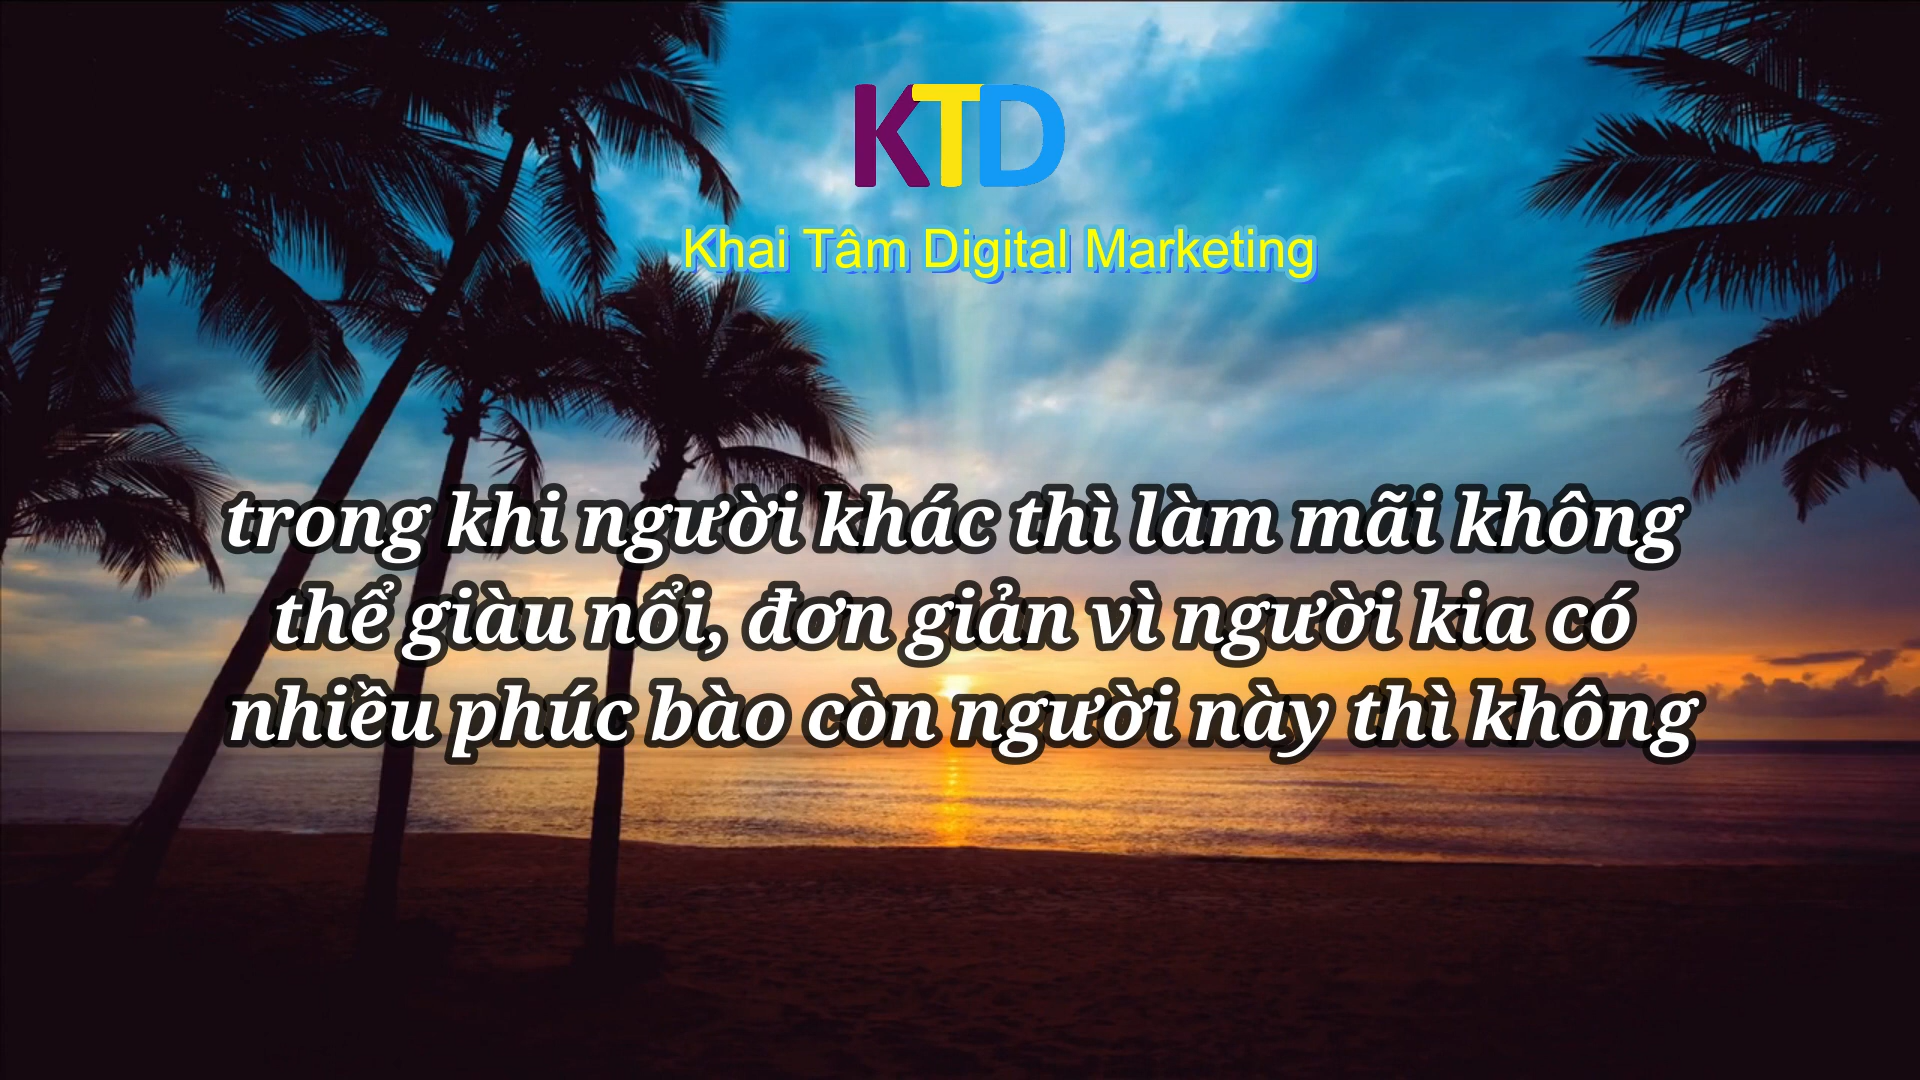 KTD
Khai Tâm Digital Marketing
trong khi người khác thì làm mãi không
thể giàu nổi, đơn giản vì người kia có
nhiều phúc bào còn người này thì không